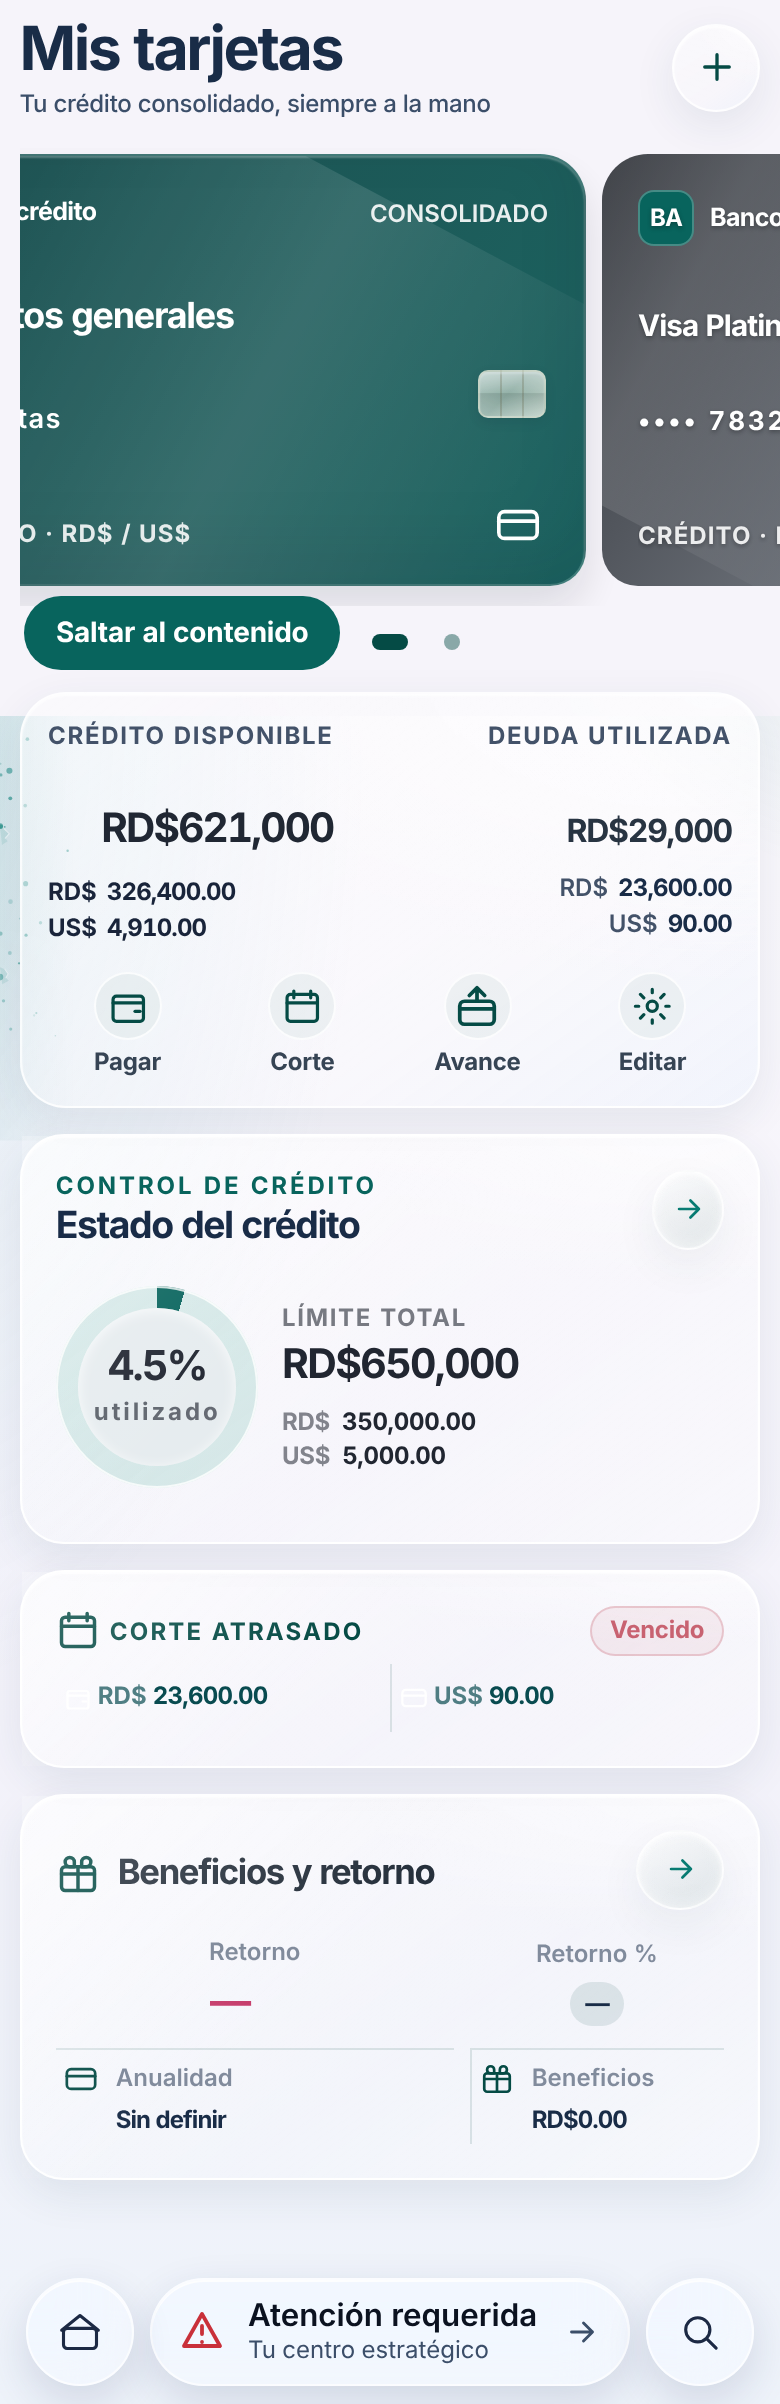 Mis tarjetas
Tu crédito consolidado, siempre a la mano
crédito
CONSOLIDADO
tos generales
tas
O · RD$ / US$
BA Banco
Visa Platin
•••• 7832
CRÉDITO ·
Saltar al contenido
CRÉDITO DISPONIBLE
DEUDA UTILIZADA
RD$621,000
RD$29,000
RD$ 326,400.00
RD$ 23,600.00
US$ 4,910.00
US$ 90.00
Pagar
Corte
Avance
Editar
CONTROL DE CRÉDITO
Estado del crédito
4.5%
utilizado
LÍMITE TOTAL
RD$650,000
RD$ 350,000.00
US$ 5,000.00
CORTE ATRASADO
Vencido
RD$ 23,600.00
US$ 90.00
Beneficios y retorno
Retorno
Retorno %
—
—
Anualidad
Sin definir
Beneficios
RD$0.00
Atención requerida
Tu centro estratégico